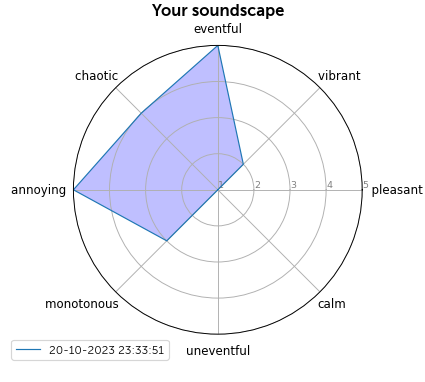 Your soundscape
eventful
chaotic
vibrant
annoying
1
2
3
4
5
pleasant
monotonous
calm
uneventful
20-10-2023 23:33:51